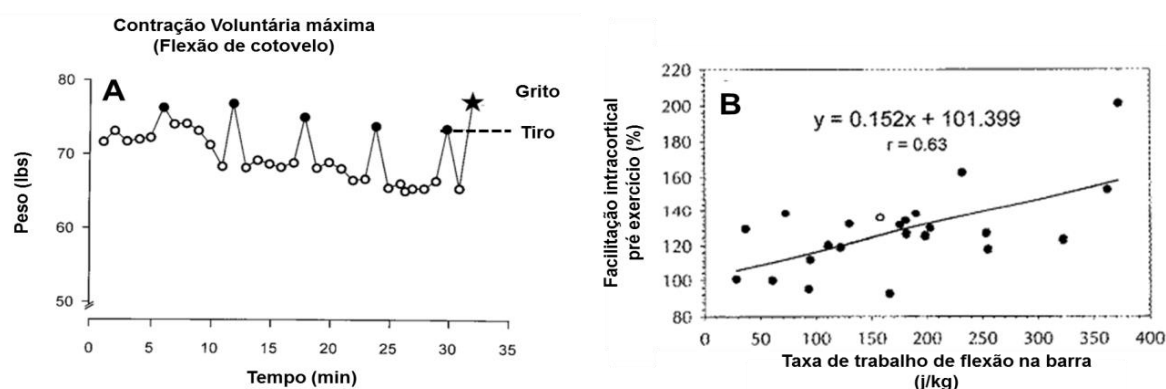 Contração Voluntária máxima
(Flexão de cotovelo)
A
Grito
Tiro
Peso (lbs)
80
70
60
50
0 5 10 15 20 25 30 35
Tempo (min)
B
y = 0.152x + 101.399
r = 0.63
Facilitação intracortical
pré exercício (%)
220
200
180
160
140
120
100
80
0 50 100 150 200 250 300 350 400
Taxa de trabalho de flexão na barra
(j/kg)